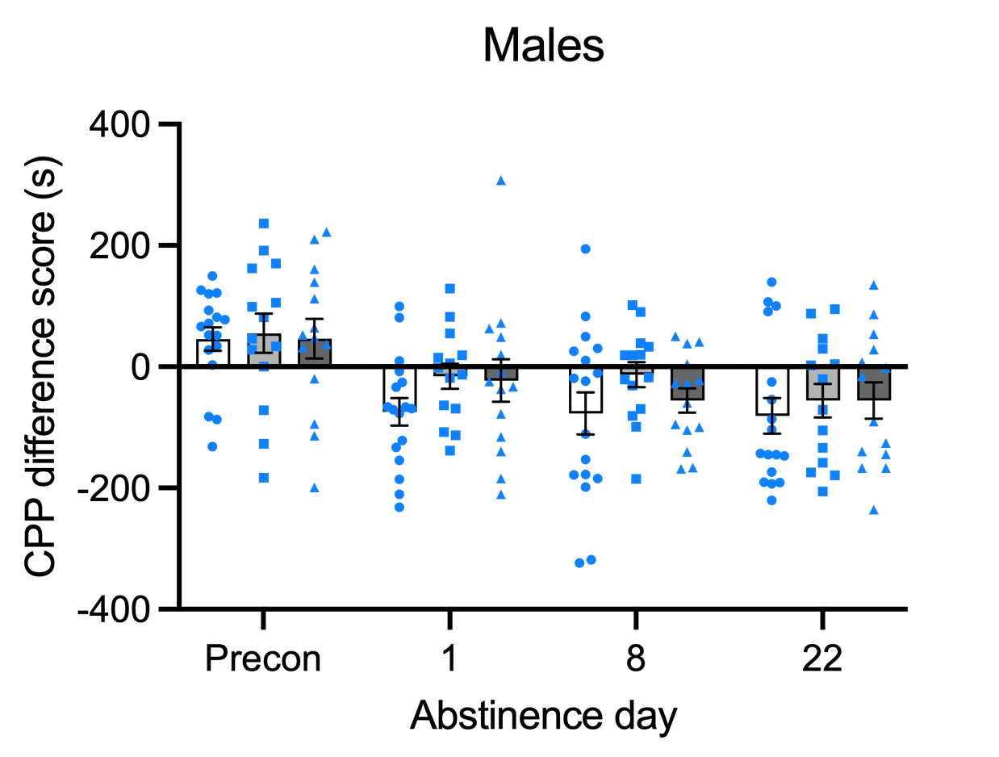 Males
CPP difference score (s)
400
200
0
-200
-400
Precon 1 8 22
Abstinence day